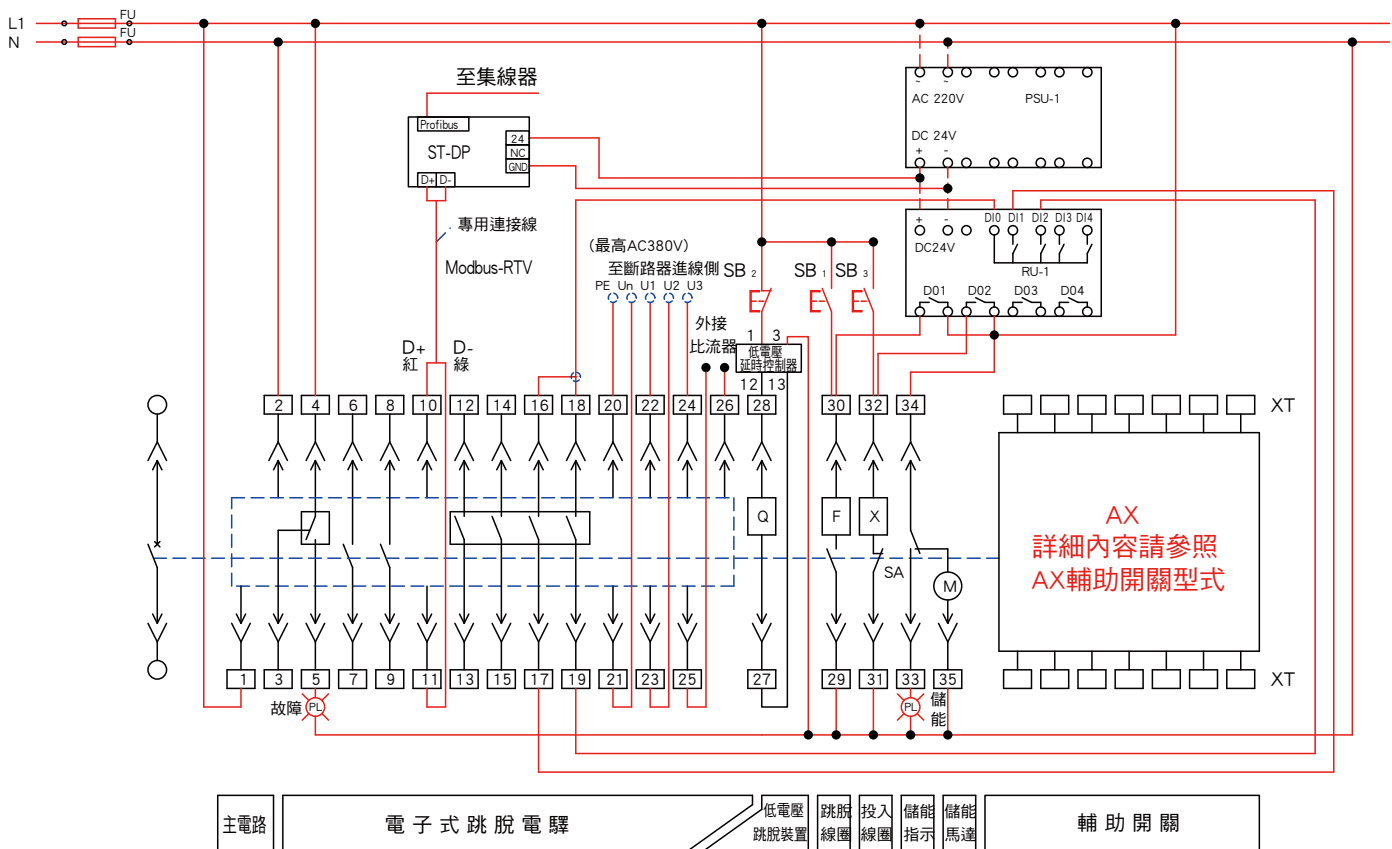 L1 FU
N FU
至集線器
Profibus
ST-DP
24
NC
GND
D+ D-
專用連接線
Modbus-RTV
~ ~
AC 220V PSU-1
DC 24V
+ -
+ - DI0 DI1 DI2 DI3 DI4
DC24V
RU-1
D01 D02 D03 D04
(最高AC380V)
至斷路器進線側
PE Un U1 U2 U3
SB 2 SB 1 SB 3
外接
比流器
1 3
低電壓
延時控制器
12 13
D+ D-
紅 綠
2 4 6 8 10 12 14 16 18 20 22 24 26 28 30 32 34 XT
Q F X
SA
M
AX
詳細內容請參照
AX輔助開關型式
1 3 5 7 9 11 13 15 17 19 21 23 25 27 29 31 33 35 XT
故障 PL PL 儲
能
主電路 電子式跳脫電驛 低電壓 跳脫 投入 儲能 儲能 輔助開關
跳脫裝置 線圈 線圈 指示 馬達